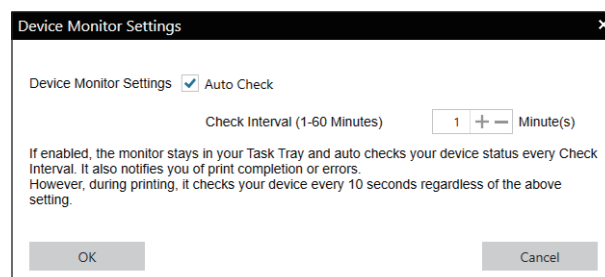 Device Monitor Settings
Device Monitor Settings Auto Check
Check Interval (1-60 Minutes) 1 Minute(s)
If enabled, the monitor stays in your Task Tray and auto checks your device status every Check
Interval. It also notifies you of print completion or errors.
However, during printing, it checks your device every 10 seconds regardless of the above
setting.
OK Cancel